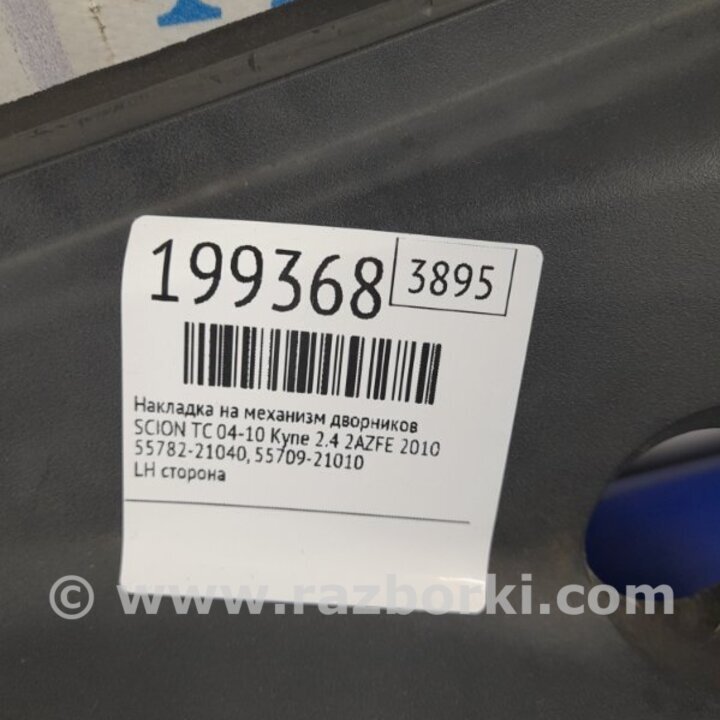 199368
3895
Накладка на механизм дворников
SCION TC 04-10 Купе 2.4 2AZFE 2010
55782-21040, 55709-21010
LH сторона
© www.razborki.com